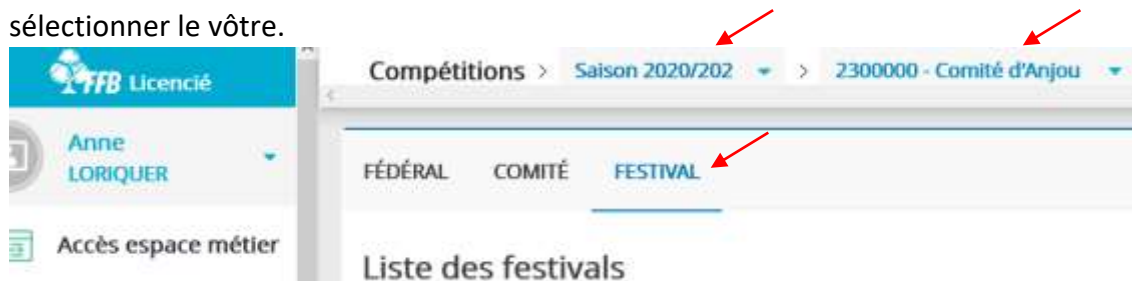 sélectionner le vôtre.
FFB Licencié
Compétitions > Saison 2020/202 > 2300000 - Comité d'Anjou
Anne
LORIQUER
FÉDÉRAL COMITÉ FESTIVAL
Accès espace métier
Liste des festivals